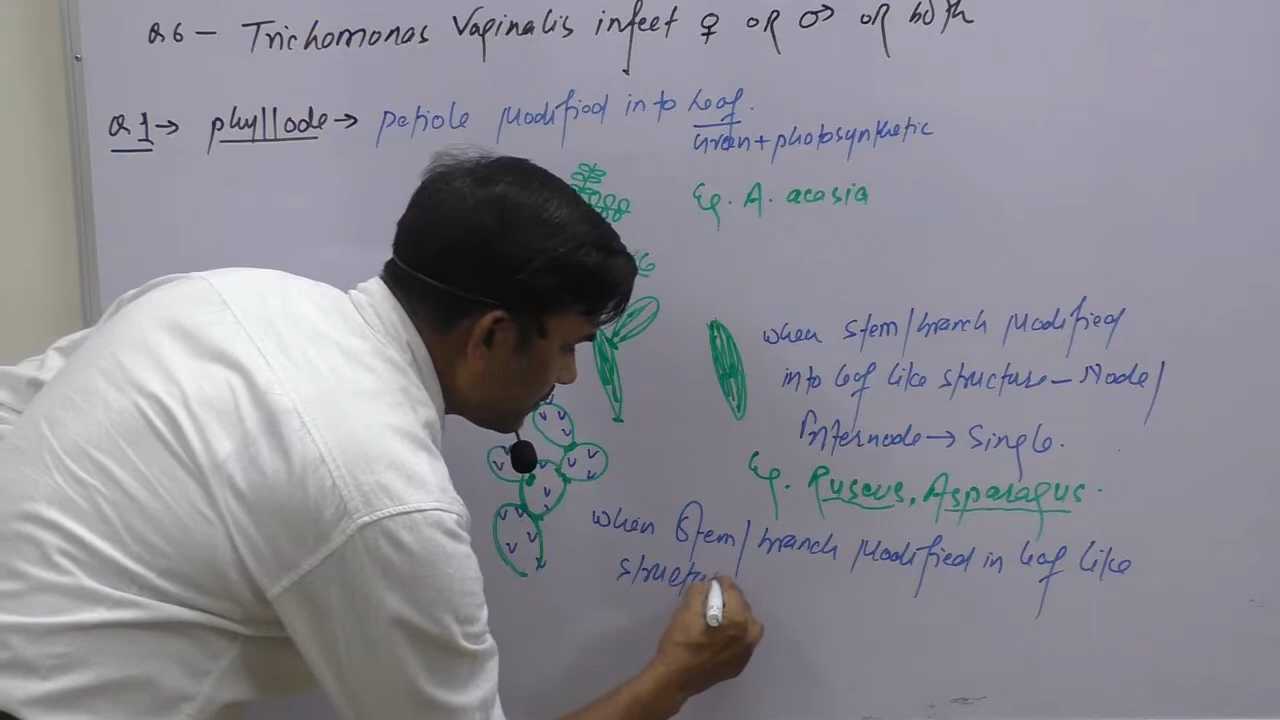 Q6 - Trichomonas Vaginalis infect ♀ or ♂ or both
Q1 → phyllode → petiole Modified in to Leaf.
Green + photosynthetic
Eg. A. acasia
when stem/branch Modified
into leaf like structure - Node/
Internode → Single.
Eg. Ruscus, Asparagus.
when stem/branch Modified in leaf like
structu